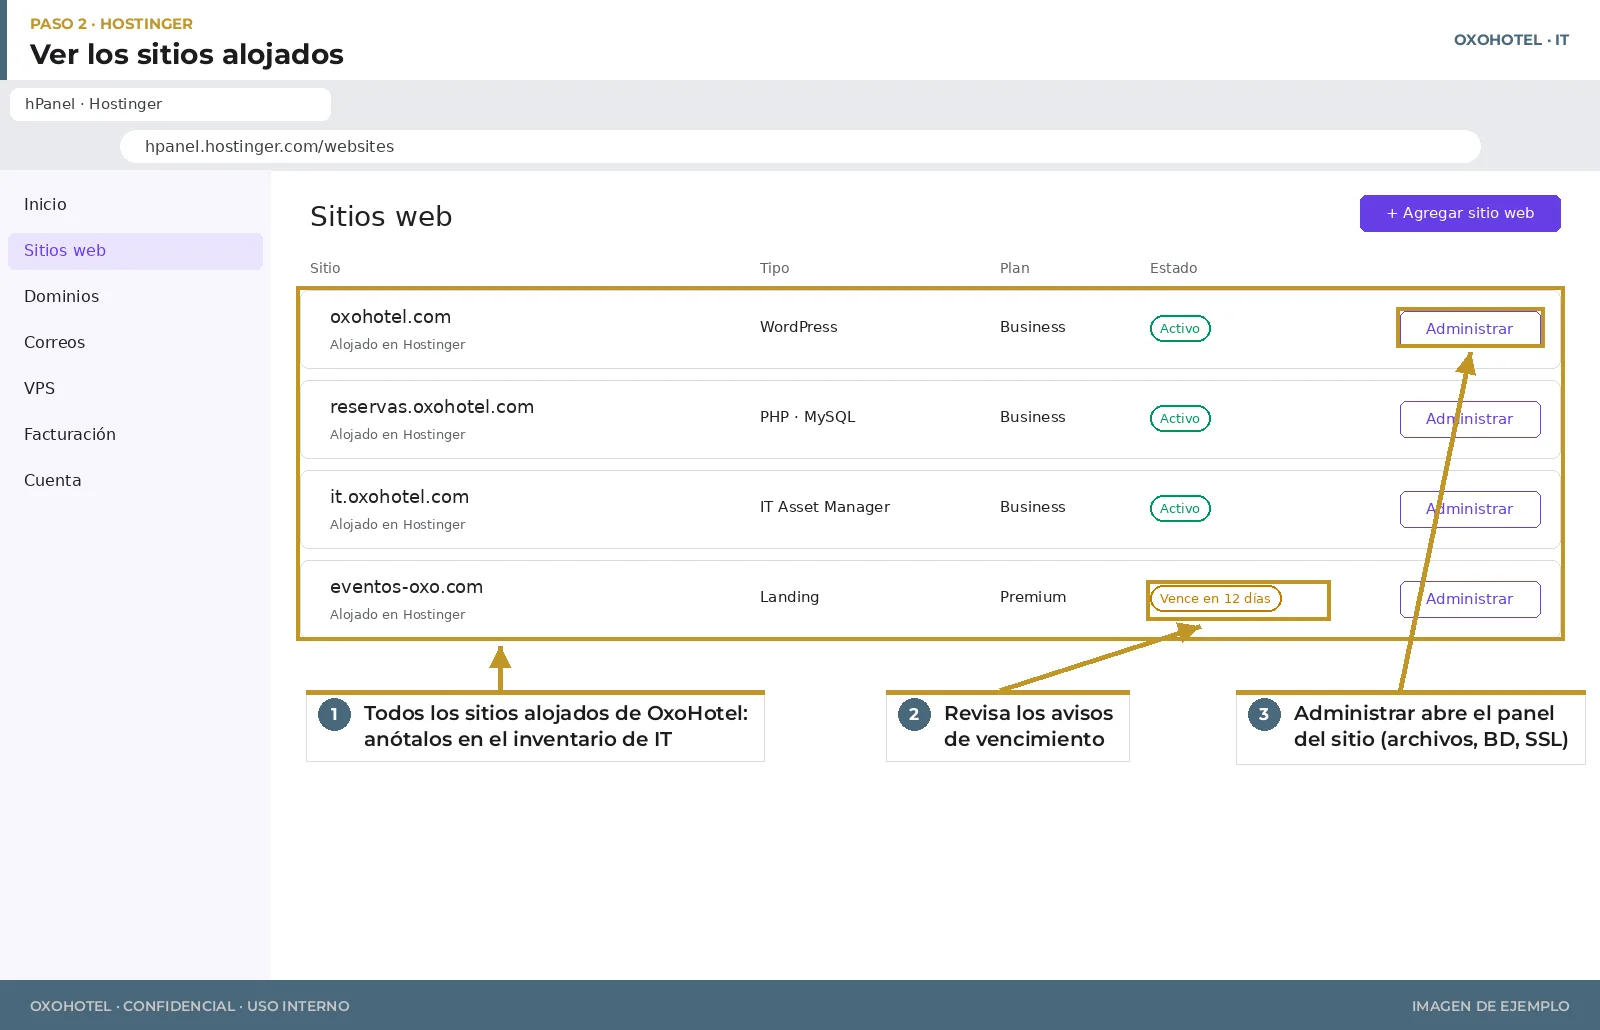 PASO 2 · HOSTINGER
Ver los sitios alojados
OXOHOTEL · IT
hPanel · Hostinger
hpanel.hostinger.com/websites
Inicio
Sitios web
Dominios
Correos
VPS
Facturación
Cuenta
Sitios web
+ Agregar sitio web
Sitio Tipo Plan Estado
oxohotel.com WordPress Business Activo Administrar
Alojado en Hostinger
reservas.oxohotel.com PHP · MySQL Business Activo Administrar
Alojado en Hostinger
it.oxohotel.com IT Asset Manager Business Activo Administrar
Alojado en Hostinger
eventos-oxo.com Landing Premium Vence en 12 días Administrar
Alojado en Hostinger
1 Todos los sitios alojados de OxoHotel:
anótalos en el inventario de IT
2 Revisa los avisos
de vencimiento
3 Administrar abre el panel
del sitio (archivos, BD, SSL)
OXOHOTEL · CONFIDENCIAL · USO INTERNO
IMAGEN DE EJEMPLO